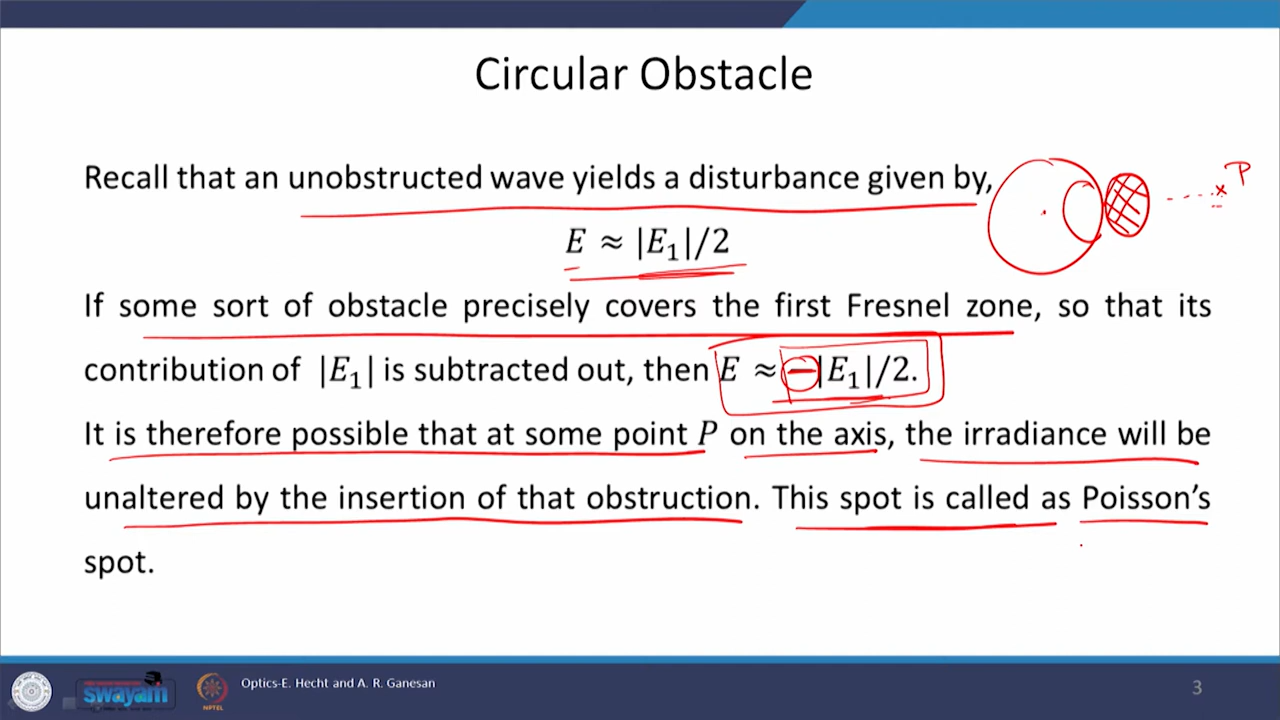 Circular Obstacle
Recall that an unobstructed wave yields a disturbance given by,
P
E ≈ |E₁|/2
If some sort of obstacle precisely covers the first Fresnel zone, so that its
contribution of |E₁| is subtracted out, then E ≈ −|E₁|/2.
It is therefore possible that at some point P on the axis, the irradiance will be
unaltered by the insertion of that obstruction. This spot is called as Poisson’s
spot.
swayam
NPTEL
Optics-E. Hecht and A. R. Ganesan
3